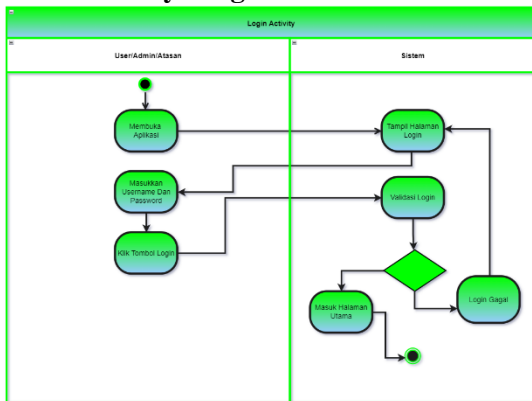 Login Activity
User/Admin/Atasan
Sistem
Membuka
Aplikasi
Tampil Halaman
Login
Masukkan
Username Dan
Password
Validasi Login
Klik Tombol Login
Masuk Halaman
Utama
Login Gagal